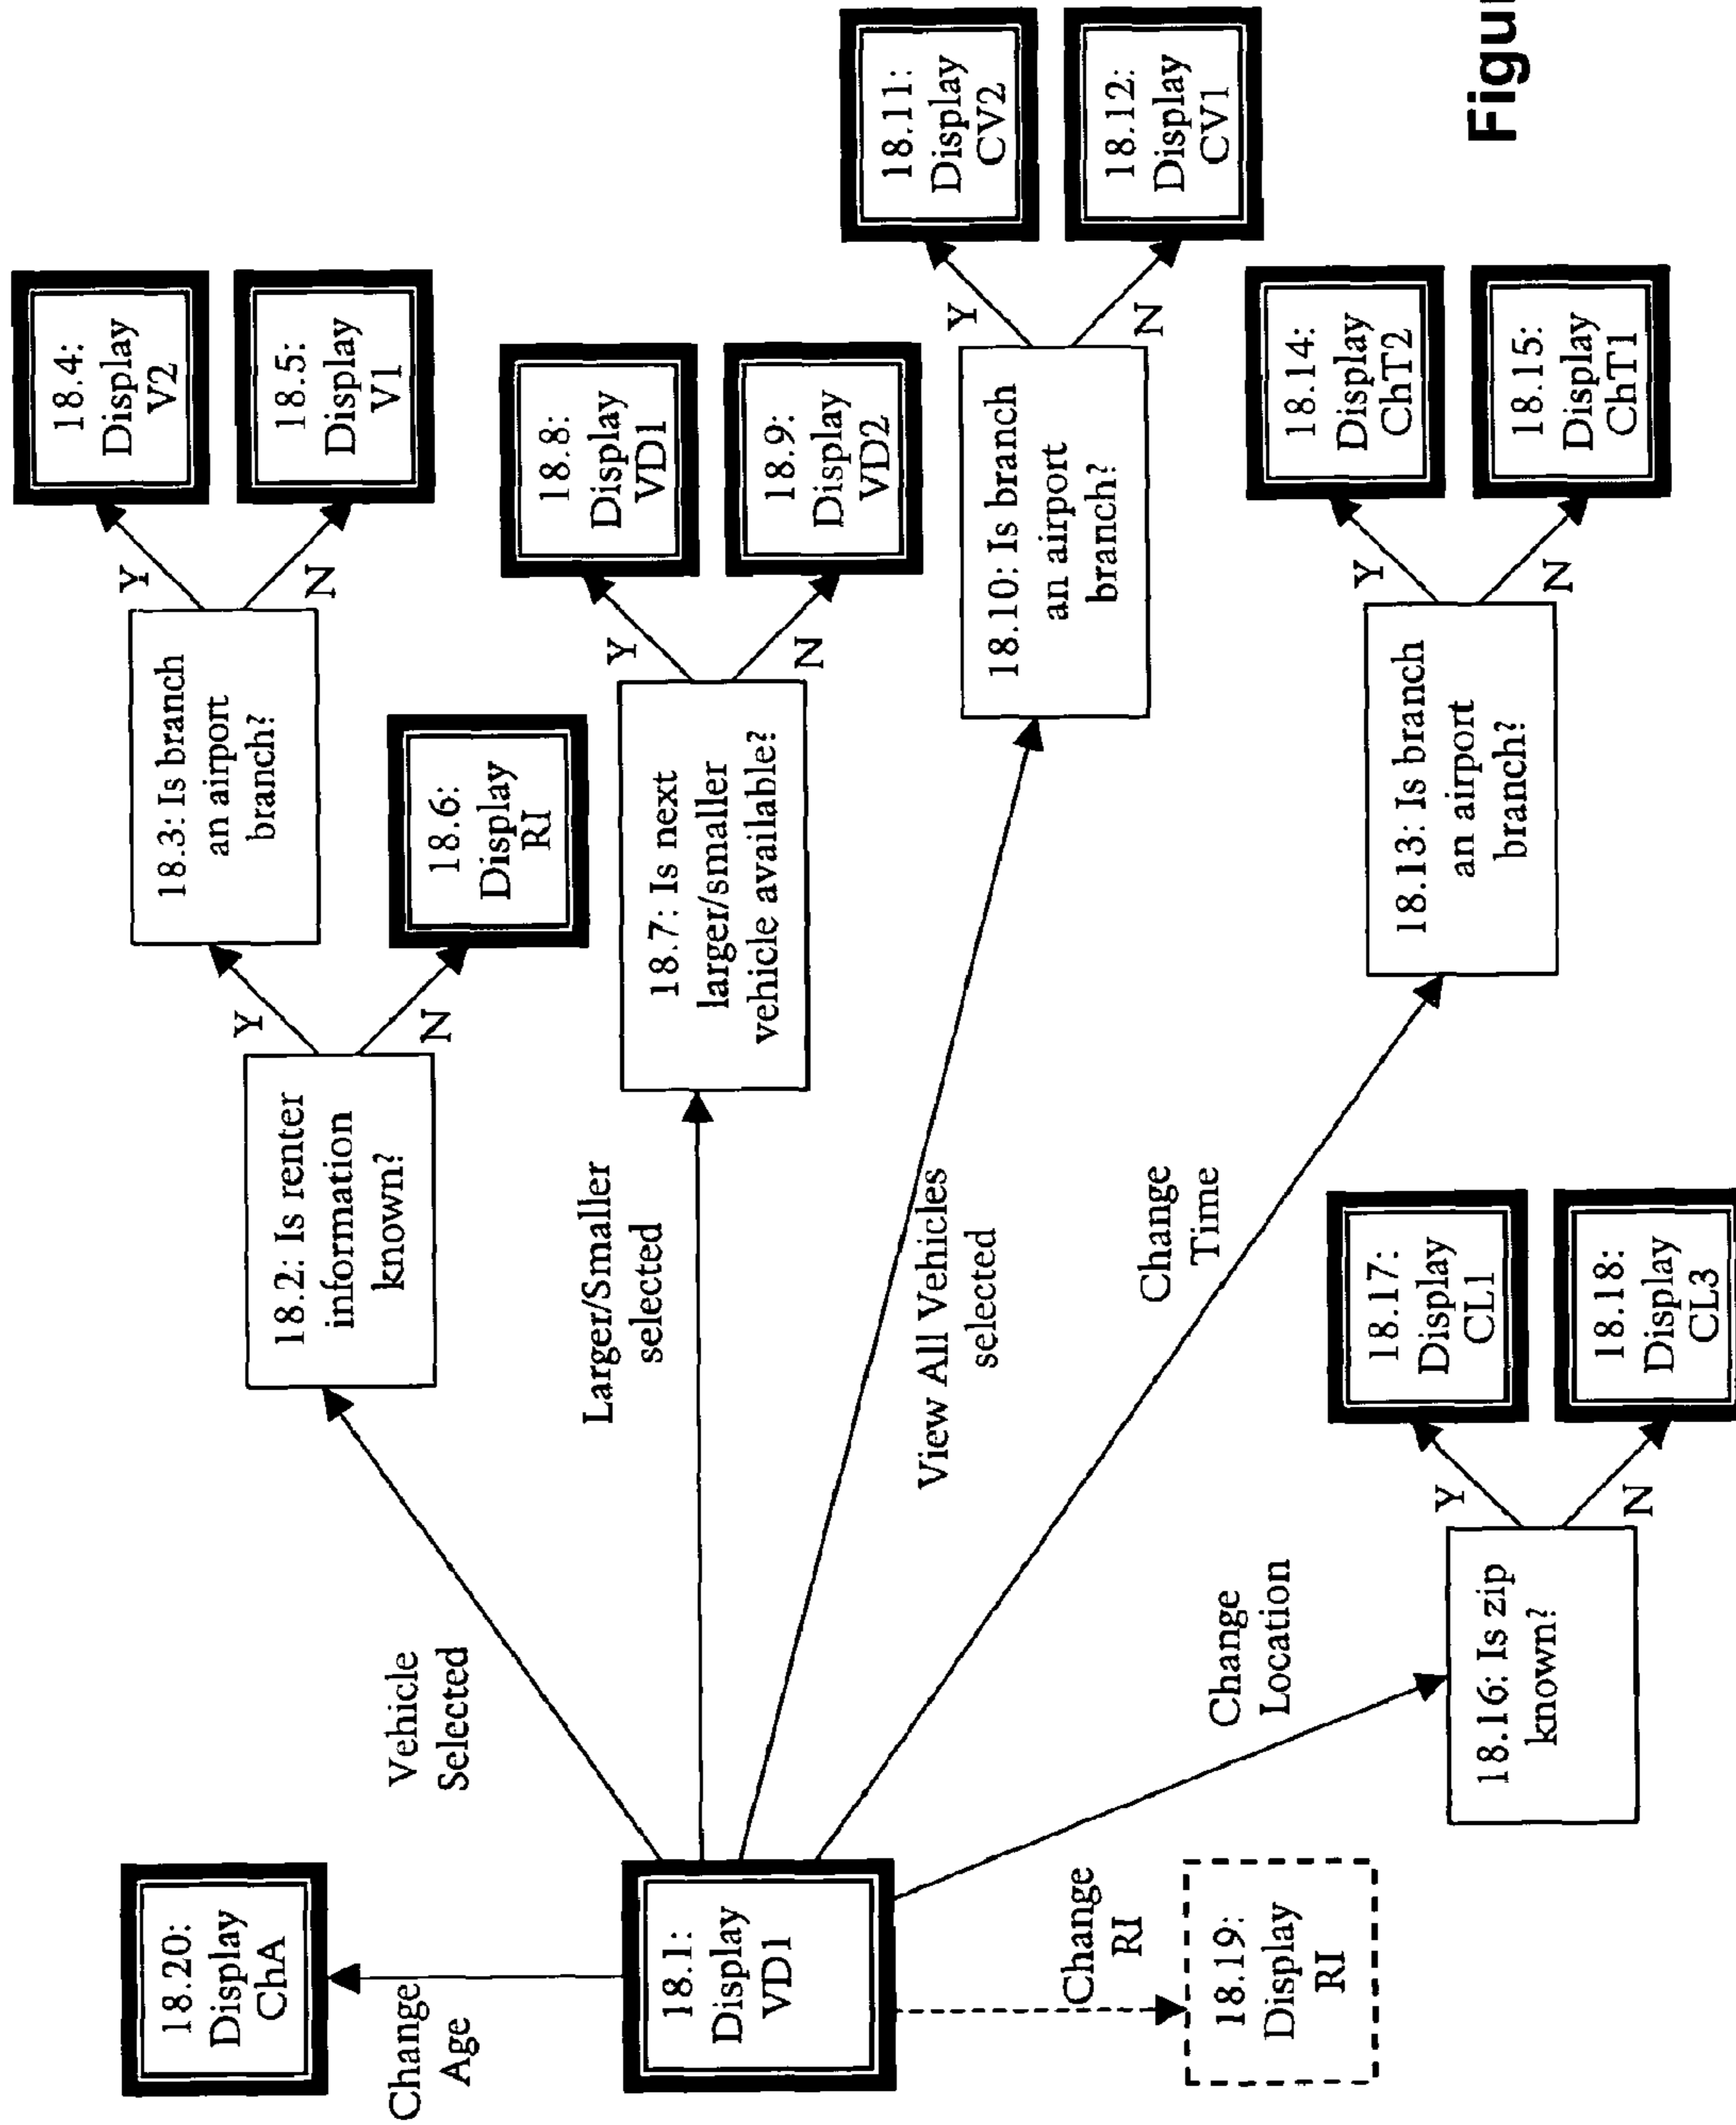 18.20:
Display
ChA
Change
Age
18.1:
Display
VD1
Change
RI
18.19:
Display
RI
Vehicle
Selected
18.2: Is renter
information
known?
Y
N
18.3: Is branch
an airport
branch?
Y
N
18.4:
Display
V2
18.5:
Display
V1
18.6:
Display
RI
Larger/Smaller
selected
18.7: Is next
larger/smaller
vehicle available?
Y
N
18.8:
Display
VD1
18.9:
Display
VD2
View All Vehicles
selected
18.10: Is branch
an airport
branch?
Y
N
18.11:
Display
CV2
18.12:
Display
CV1
Change
Time
18.13: Is branch
an airport
branch?
Y
N
18.14:
Display
ChT2
18.15:
Display
ChT1
Change
Location
18.16: Is zip
known?
Y
N
18.17:
Display
CL1
18.18:
Display
CL3
Figu